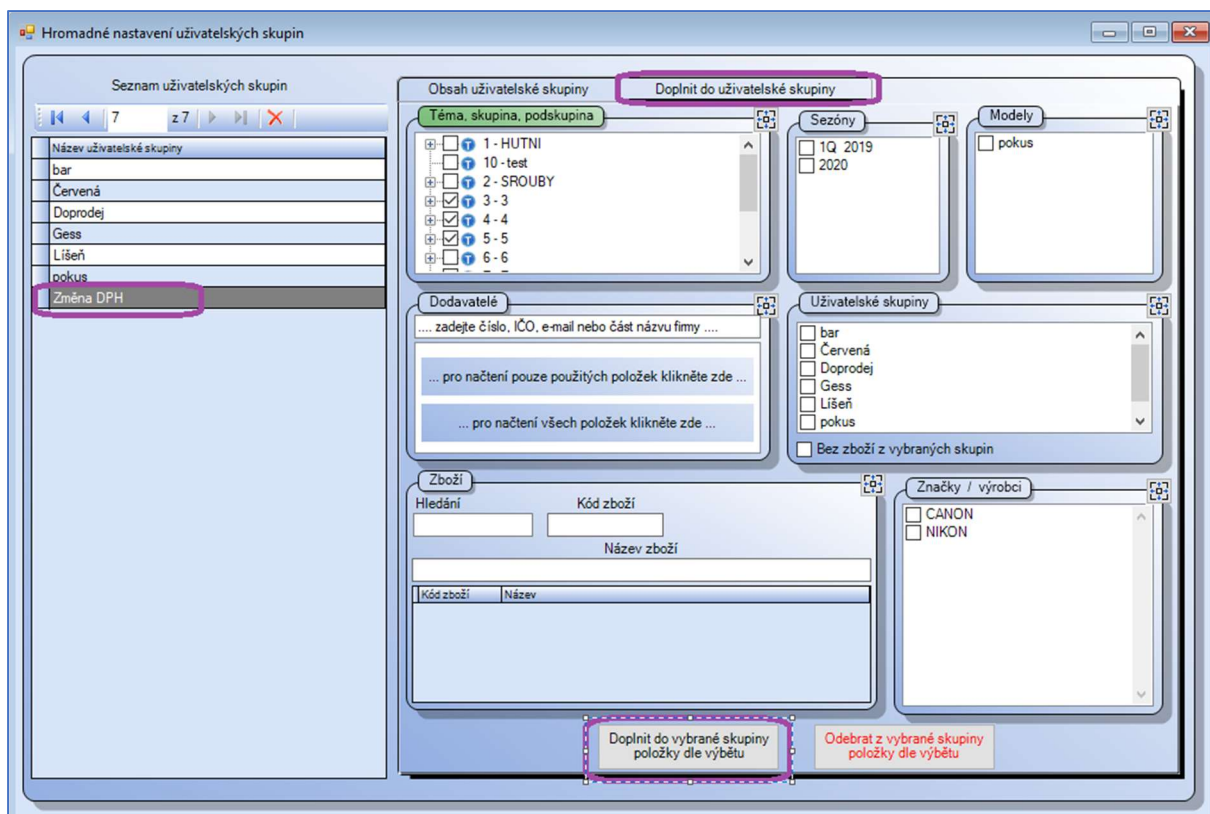 Hromadné nastavení uživatelských skupin
Seznam uživatelských skupin
7 z 7
Název uživatelské skupiny
bar
Červená
Doprodej
Gess
Líšeň
pokus
Změna DPH
Obsah uživatelské skupiny
Doplnit do uživatelské skupiny
Téma, skupina, podskupina
1 - HUTNI
10 - test
2 - SROUBY
3 - 3
4 - 4
5 - 5
6 - 6
Sezóny
1Q 2019
2020
Modely
pokus
Dodavatelé
.... zadejte číslo, IČO, e-mail nebo část názvu firmy ....
... pro načtení pouze použitých položek klikněte zde ...
... pro načtení všech položek klikněte zde ...
Uživatelské skupiny
bar
Červená
Doprodej
Gess
Líšeň
pokus
Bez zboží z vybraných skupin
Zboží
Hledání Kód zboží
Název zboží
Kód zboží Název
Značky / výrobci
CANON
NIKON
Doplnit do vybrané skupiny
položky dle výbětu
Odebrat z vybrané skupiny
položky dle výbětu